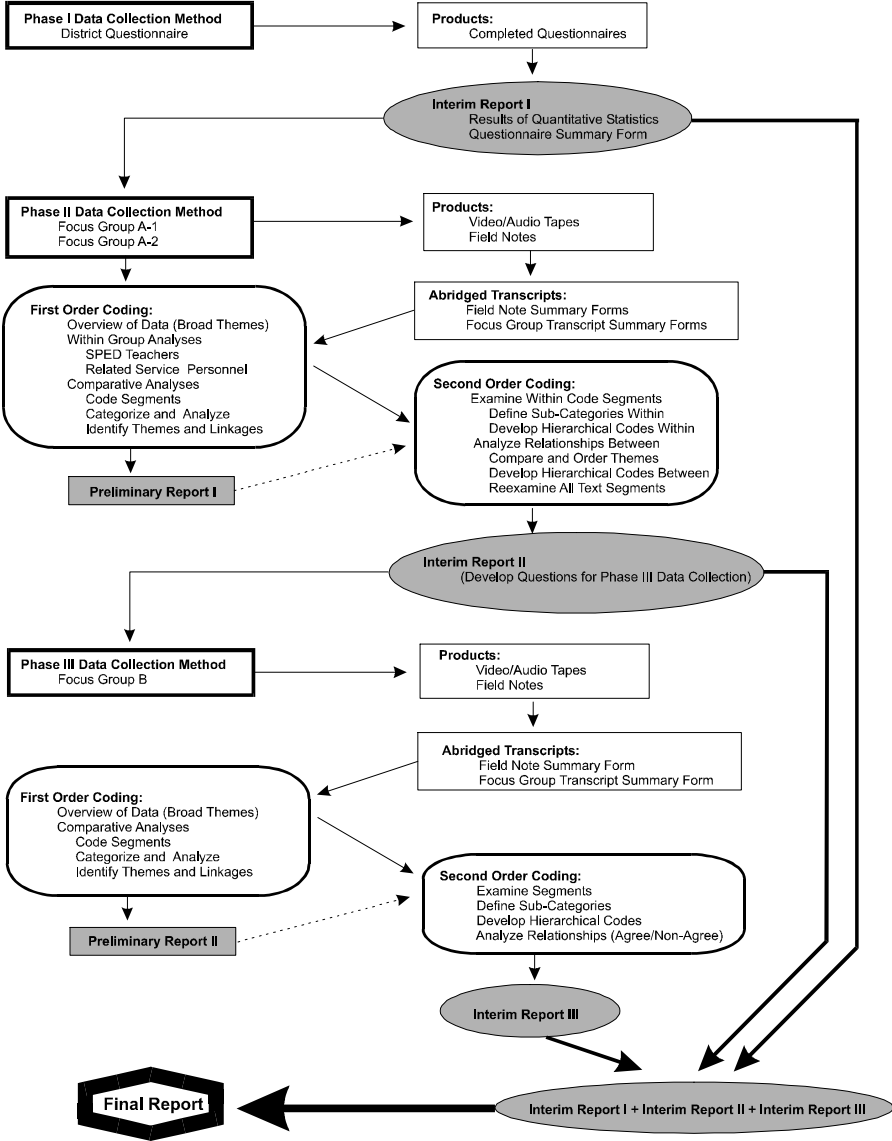 Phase I Data Collection Method
District Questionnaire
Products:
Completed Questionnaires
Interim Report I
Results of Quantitative Statistics
Questionnaire Summary Form
Phase II Data Collection Method
Focus Group A-1
Focus Group A-2
Products:
Video/Audio Tapes
Field Notes
Abridged Transcripts:
Field Note Summary Forms
Focus Group Transcript Summary Forms
First Order Coding:
Overview of Data (Broad Themes)
Within Group Analyses
SPED Teachers
Related Service Personnel
Comparative Analyses
Code Segments
Categorize and Analyze
Identify Themes and Linkages
Second Order Coding:
Examine Within Code Segments
Define Sub-Categories Within
Develop Hierarchical Codes Within
Analyze Relationships Between
Compare and Order Themes
Develop Hierarchical Codes Between
Reexamine All Text Segments
Preliminary Report I
Interim Report II
(Develop Questions for Phase III Data Collection)
Phase III Data Collection Method
Focus Group B
Products:
Video/Audio Tapes
Field Notes
Abridged Transcripts:
Field Note Summary Form
Focus Group Transcript Summary Form
First Order Coding:
Overview of Data (Broad Themes)
Comparative Analyses
Code Segments
Categorize and Analyze
Identify Themes and Linkages
Second Order Coding:
Examine Segments
Define Sub-Categories
Develop Hierarchical Codes
Analyze Relationships (Agree/Non-Agree)
Preliminary Report II
Interim Report III
Interim Report I + Interim Report II + Interim Report III
Final Report